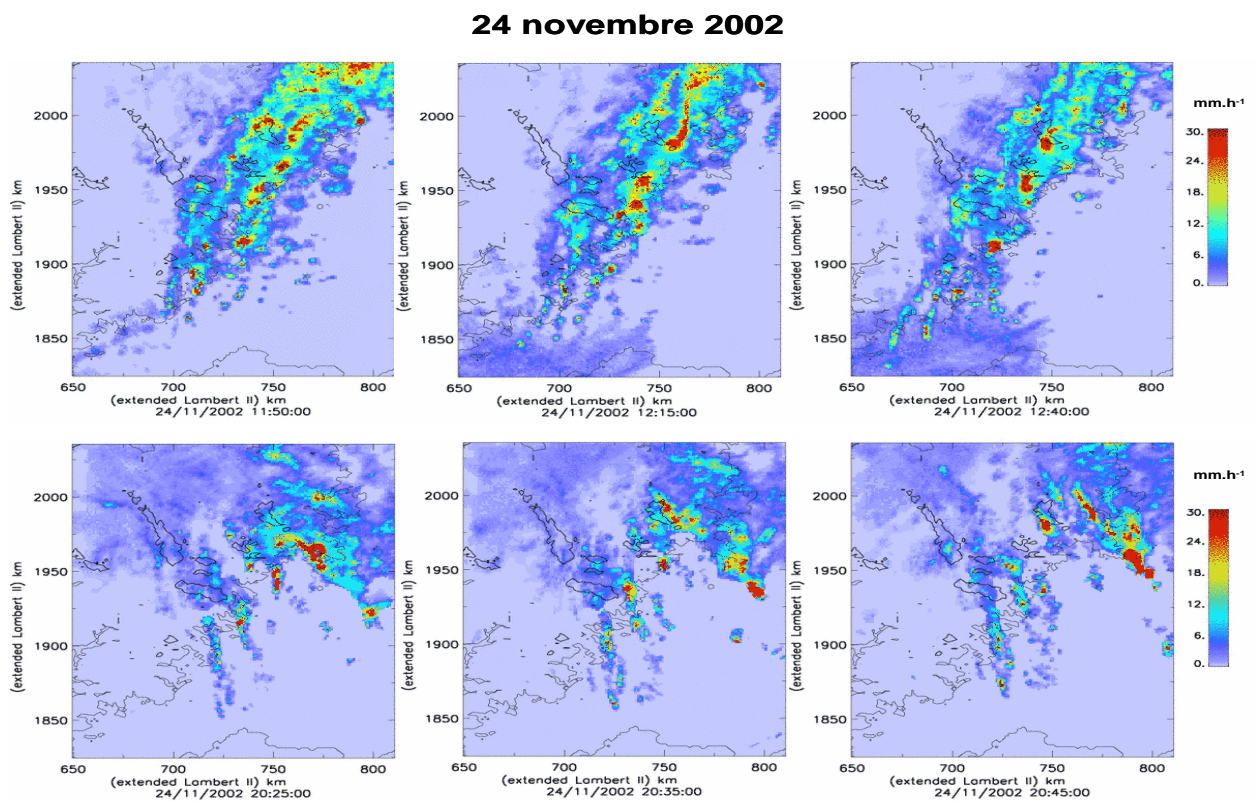 24 novembre 2002
mm.h-1
30.
24.
18.
12.
6.
0.
2000
1950
1900
1850
(extended Lambert II) km
650 700 750 800
(extended Lambert II) km
24/11/2002 11:50:00
2000
1950
1900
1850
(extended Lambert II) km
650 700 750 800
(extended Lambert II) km
24/11/2002 12:15:00
2000
1950
1900
1850
(extended Lambert II) km
650 700 750 800
(extended Lambert II) km
24/11/2002 12:40:00
mm.h-1
30.
24.
18.
12.
6.
0.
2000
1950
1900
1850
(extended Lambert II) km
650 700 750 800
(extended Lambert II) km
24/11/2002 20:25:00
2000
1950
1900
1850
(extended Lambert II) km
650 700 750 800
(extended Lambert II) km
24/11/2002 20:35:00
2000
1950
1900
1850
(extended Lambert II) km
650 700 750 800
(extended Lambert II) km
24/11/2002 20:45:00